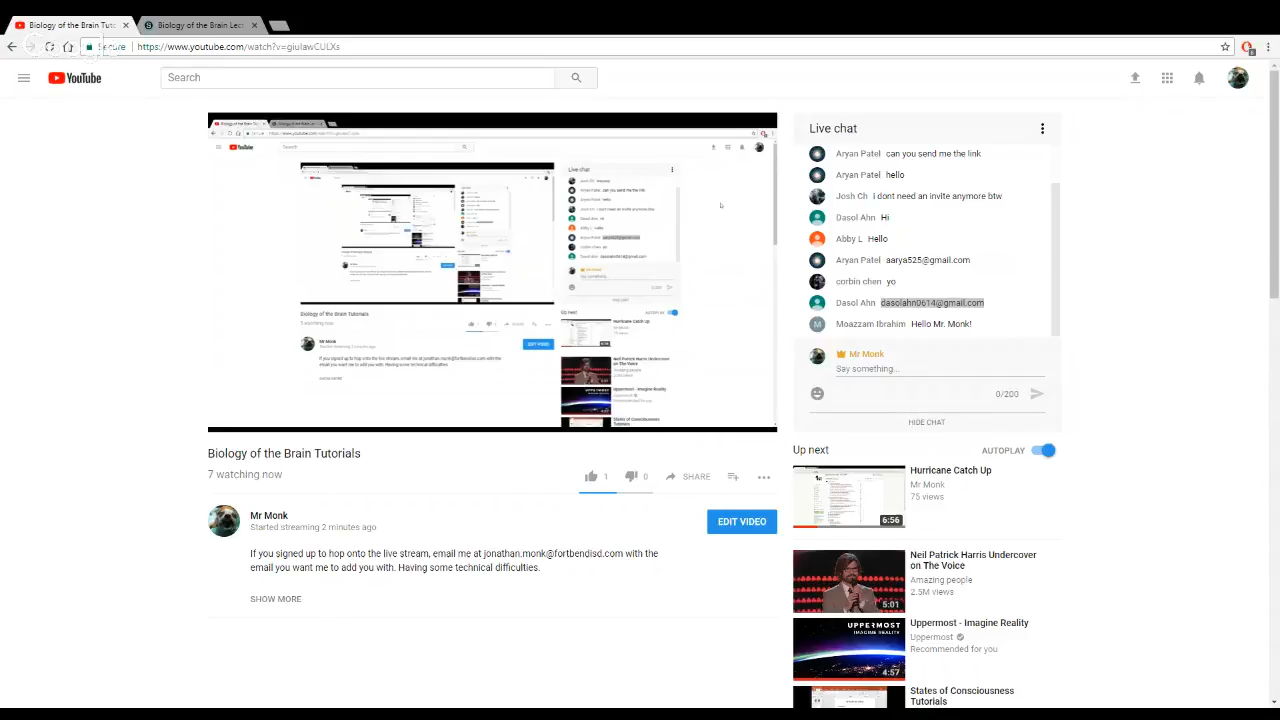 Biology of the Brain Tuto
Biology of the Brain Lect
Secure
https://www.youtube.com/watch?v=giulawCULXs
YouTube
Search
Live chat
Aryan Patel can you send me the link
Aryan Patel hello
Josh Ch i don't have an invite anymore btw
Dasol Ahn Hi
Abby L Hello
Aryan Patel aarya525@gmail.com
corbin chen yo
Dasol Ahn dasolahn0614@gmail.com
Muazzam Ibrahim Hello Mr. Monk!
Mr Monk
Say something...
0/200
HIDE CHAT
Up next
AUTOPLAY
Hurricane Catch Up
Mr Monk
75 views
6:56
Neil Patrick Harris Undercover
on The Voice
Amazing people
2.5M views
5:01
UPPERMOST
IMAGINE REALITY
Uppermost - Imagine Reality
Uppermost
Recommended for you
4:57
States of Consciousness
Tutorials
Biology of the Brain Tutorials
7 watching now
1
0
SHARE
Mr Monk
Started streaming 2 minutes ago
EDIT VIDEO
If you signed up to hop onto the live stream, email me at jonathan.monk@fortbendisd.com with the
email you want me to add you with. Having some technical difficulties.
SHOW MORE